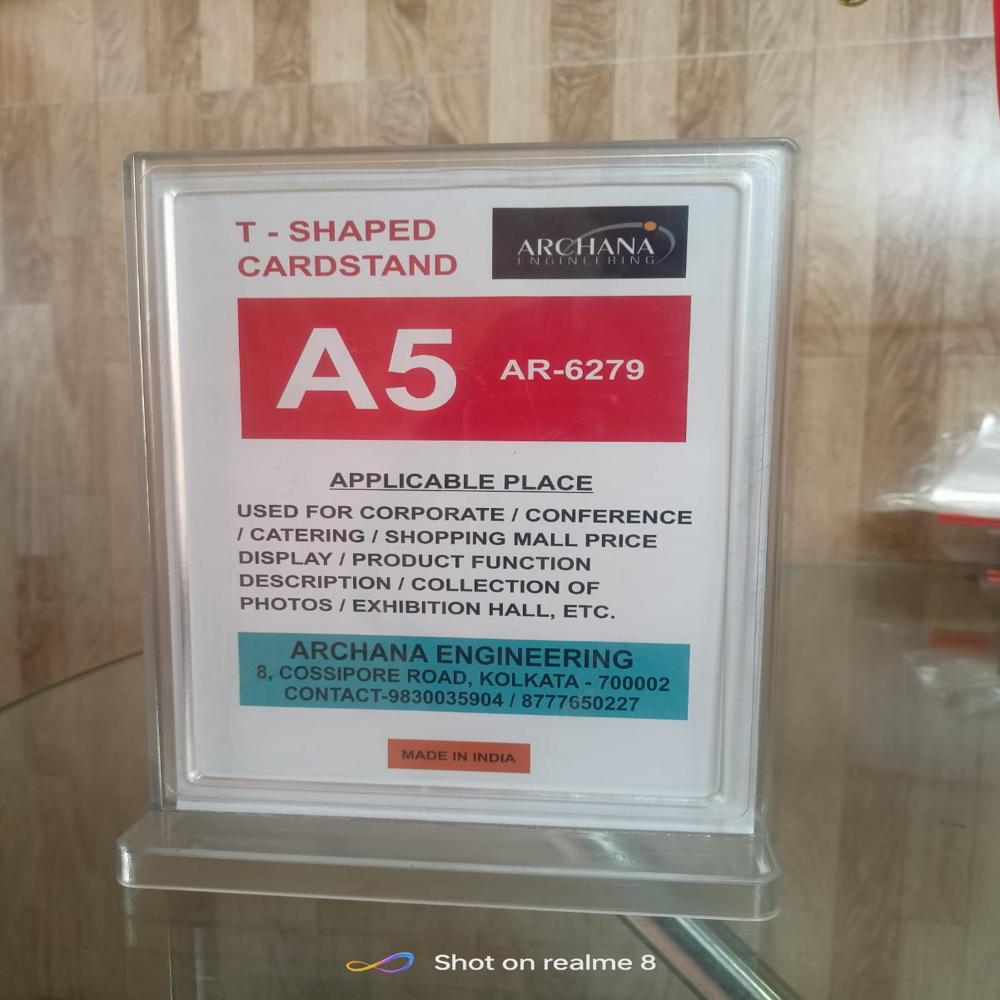 T - SHAPED
CARDSTAND
ARCHANA
ENGINEERING
A5 AR-6279
APPLICABLE PLACE
USED FOR CORPORATE / CONFERENCE
/ CATERING / SHOPPING MALL PRICE
DISPLAY / PRODUCT FUNCTION
DESCRIPTION / COLLECTION OF
PHOTOS / EXHIBITION HALL, ETC.
ARCHANA ENGINEERING
8, COSSIPORE ROAD, KOLKATA - 700002
CONTACT-9830035904 / 8777650227
MADE IN INDIA
Shot on realme 8